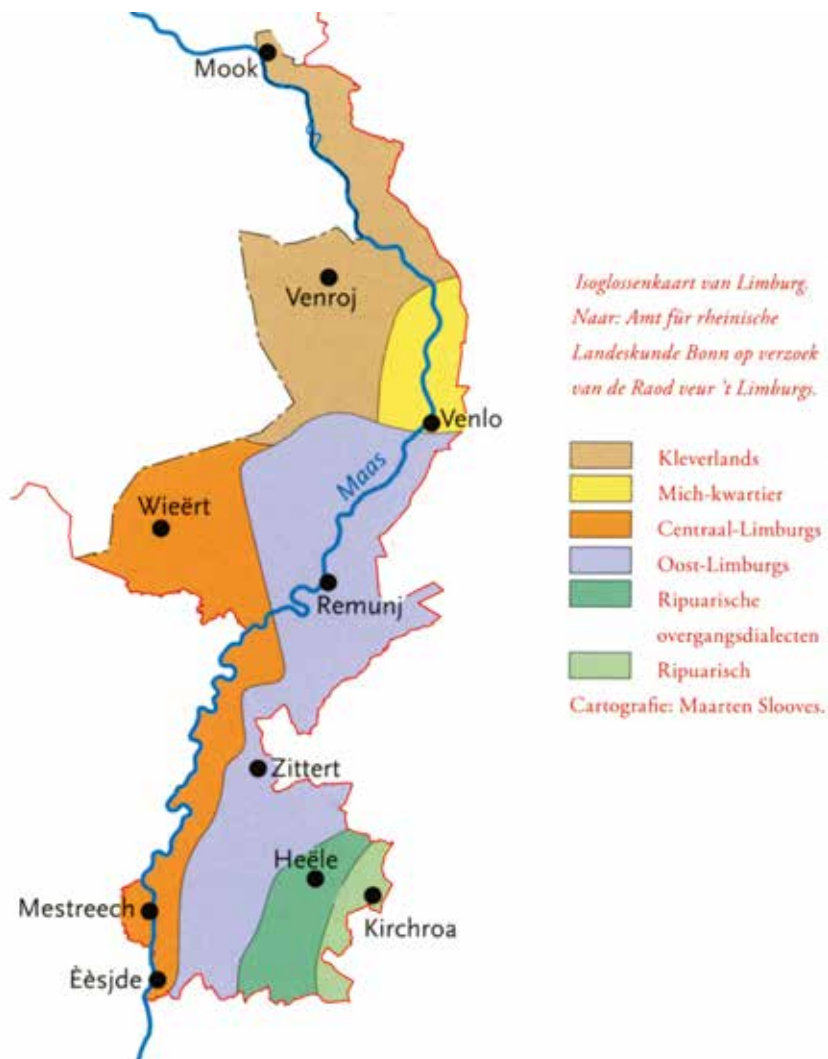 Mook
Venroj
Venlo
Maas
Wieërt
Remunj
Zittert
Heële
Mestreech
Kirchroa
Èèsjde
Isoglossenkaart van Limburg.
Naar: Amt für rheinische
Landeskunde Bonn op verzoek
van de Raod veur 't Limburgs.
Kleverlands
Mich-kwartier
Centraal-Limburgs
Oost-Limburgs
Ripuarische
overgangsdialecten
Ripuarisch
Cartografie: Maarten Slooves.